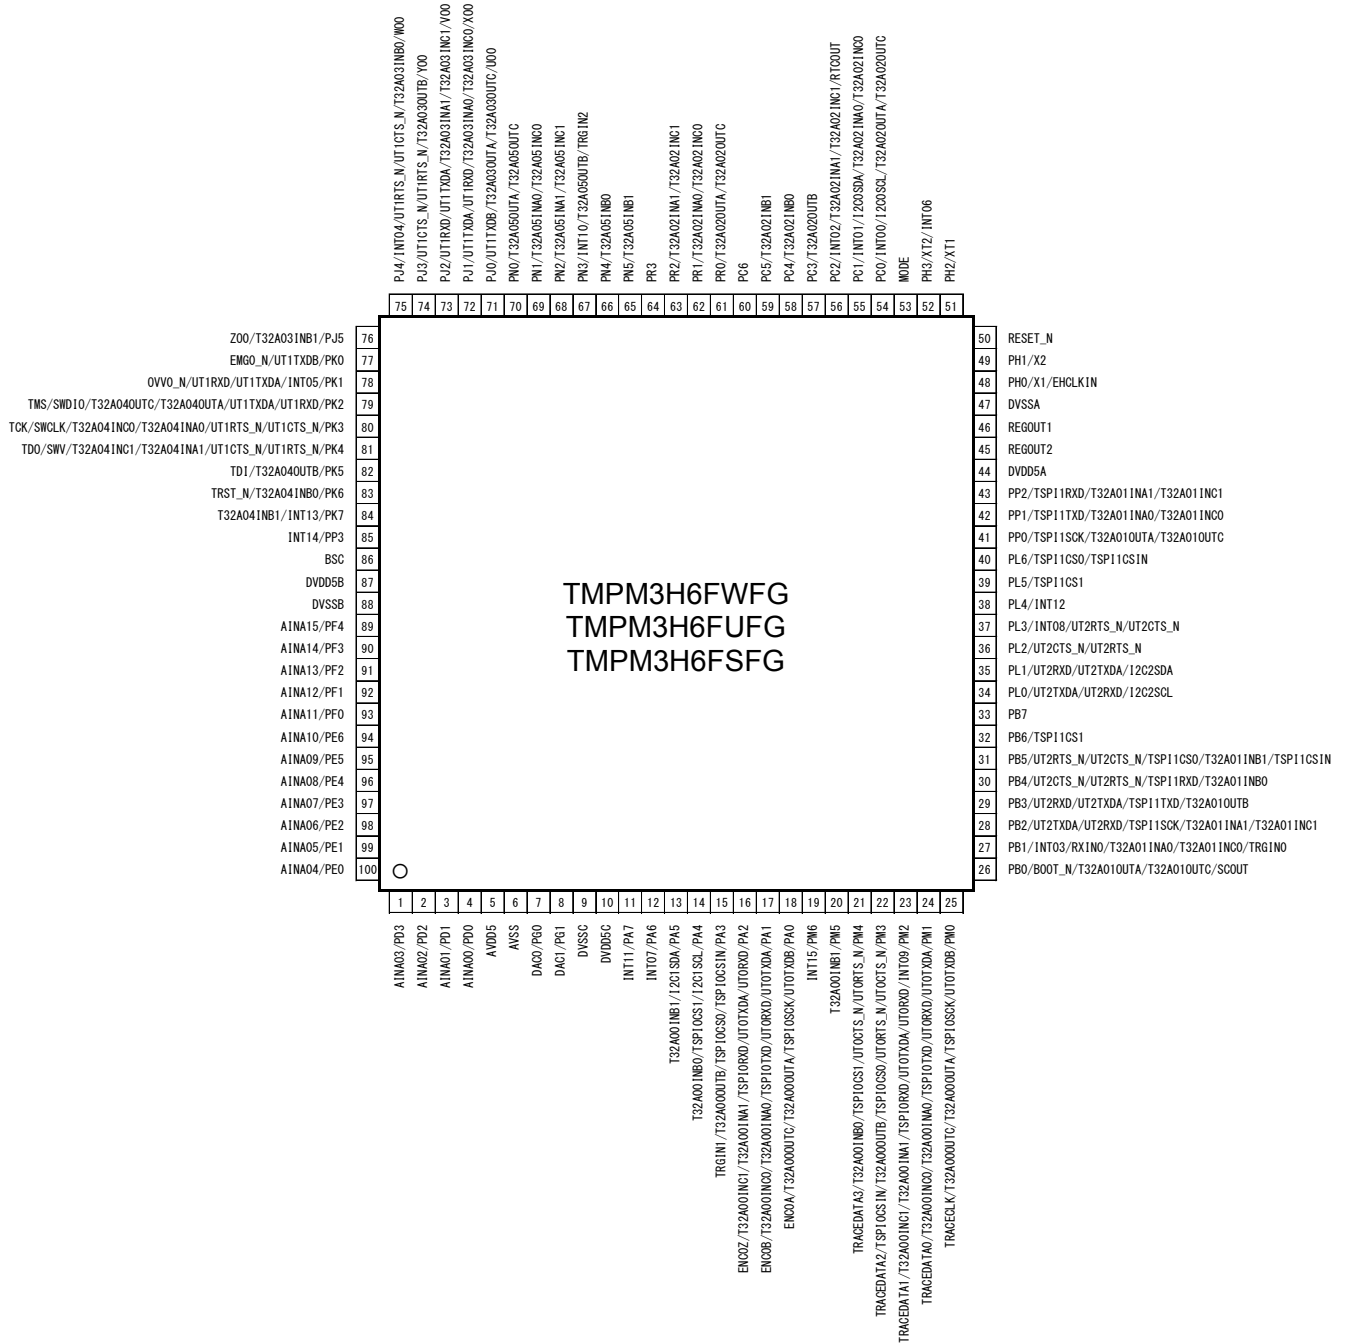 PJ4/INT04/UT1RTS_N/UT1CTS_N/T32A03INB0/WO0
PJ3/UT1CTS_N/UT1RTS_N/T32A03OUTB/YO0
PJ2/UT1RXD/UT1TXDA/T32A03INA1/T32A03INC1/VO0
PJ1/UT1TXDA/UT1RXD/T32A03INA0/T32A03INC0/XO0
PJ0/UT1TXDB/T32A03OUTA/T32A03OUTC/UO0
PN0/T32A05OUTA/T32A05OUTC
PN1/T32A05INA0/T32A05INC0
PN2/T32A05INA1/T32A05INC1
PN3/INT10/T32A05OUTB/TRGIN2
PN4/T32A05INB0
PN5/T32A05INB1
PR3
PR2/T32A02INA1/T32A02INC1
PR1/T32A02INA0/T32A02INC0
PR0/T32A02OUTA/T32A02OUTC
PC6
PC5/T32A02INB1
PC4/T32A02INB0
PC3/T32A02OUTB
PC2/INT02/T32A02INA1/T32A02INC1/RTCOUT
PC1/INT01/I2C0SDA/T32A02INA0/T32A02INC0
PC0/INT00/I2C0SCL/T32A02OUTA/T32A02OUTC
MODE
PH3/XT2/INT06
PH2/XT1
75 74 73 72 71 70 69 68 67 66 65 64 63 62 61 60 59 58 57 56 55 54 53 52 51
ZO0/T32A03INB1/PJ5 76
EMG0_N/UT1TXDB/PK0 77
OVV0_N/UT1RXD/UT1TXDA/INT05/PK1 78
TMS/SWDIO/T32A04OUTC/T32A04OUTA/UT1TXDA/UT1RXD/PK2 79
TCK/SWCLK/T32A04INC0/T32A04INA0/UT1RTS_N/UT1CTS_N/PK3 80
TDO/SWV/T32A04INC1/T32A04INA1/UT1CTS_N/UT1RTS_N/PK4 81
TDI/T32A04OUTB/PK5 82
TRST_N/T32A04INB0/PK6 83
T32A04INB1/INT13/PK7 84
INT14/PP3 85
BSC 86
DVDD5B 87
DVSSB 88
AINA15/PF4 89
AINA14/PF3 90
AINA13/PF2 91
AINA12/PF1 92
AINA11/PF0 93
AINA10/PE6 94
AINA09/PE5 95
AINA08/PE4 96
AINA07/PE3 97
AINA06/PE2 98
AINA05/PE1 99
AINA04/PE0 100
TMPM3H6FWFG
TMPM3H6FUFG
TMPM3H6FSFG
50 RESET_N
49 PH1/X2
48 PH0/X1/EHCLKIN
47 DVSSA
46 REGOUT1
45 REGOUT2
44 DVDD5A
43 PP2/TSPI1RXD/T32A01INA1/T32A01INC1
42 PP1/TSPI1TXD/T32A01INA0/T32A01INC0
41 PP0/TSPI1SCK/T32A01OUTA/T32A01OUTC
40 PL6/TSPI1CS0/TSPI1CSIN
39 PL5/TSPI1CS1
38 PL4/INT12
37 PL3/INT08/UT2RTS_N/UT2CTS_N
36 PL2/UT2CTS_N/UT2RTS_N
35 PL1/UT2RXD/UT2TXDA/I2C2SDA
34 PL0/UT2TXDA/UT2RXD/I2C2SCL
33 PB7
32 PB6/TSPI1CS1
31 PB5/UT2RTS_N/UT2CTS_N/TSPI1CS0/T32A01INB1/TSPI1CSIN
30 PB4/UT2CTS_N/UT2RTS_N/TSPI1RXD/T32A01INB0
29 PB3/UT2RXD/UT2TXDA/TSPI1TXD/T32A01OUTB
28 PB2/UT2TXDA/UT2RXD/TSPI1SCK/T32A01INA1/T32A01INC1
27 PB1/INT03/RXIN0/T32A01INA0/T32A01INC0/TRGIN0
26 PB0/BOOT_N/T32A01OUTA/T32A01OUTC/SCOUT
1 2 3 4 5 6 7 8 9 10 11 12 13 14 15 16 17 18 19 20 21 22 23 24 25
AINA03/PD3
AINA02/PD2
AINA01/PD1
AINA00/PD0
AVDD5
AVSS
DAC0/PG0
DAC1/PG1
DVSSC
DVDD5C
INT11/PA7
INT07/PA6
T32A00INB1/I2C1SDA/PA5
T32A00INB0/TSPI0CS1/I2C1SCL/PA4
TRGIN1/T32A00OUTB/TSPI0CS0/TSPI0CSIN/PA3
ENC0Z/T32A00INC1/T32A00INA1/TSPI0RXD/UT0TXDA/UT0RXD/PA2
ENC0B/T32A00INC0/T32A00INA0/TSPI0TXD/UT0RXD/UT0TXDA/PA1
ENC0A/T32A00OUTC/T32A00OUTA/TSPI0SCK/UT0TXDB/PA0
INT15/PM6
T32A00INB1/PM5
TRACEDATA3/T32A00INB0/TSPI0CS1/UT0CTS_N/UT0RTS_N/PM4
TRACEDATA2/TSPI0CSIN/T32A00OUTB/TSPI0CS0/UT0RTS_N/UT0CTS_N/PM3
TRACEDATA1/T32A00INC1/T32A00INA1/TSPI0RXD/UT0TXDA/UT0RXD/INT09/PM2
TRACEDATA0/T32A00INC0/T32A00INA0/TSPI0TXD/UT0RXD/UT0TXDA/PM1
TRACECLK/T32A00OUTC/T32A00OUTA/TSPI0SCK/UT0TXDB/PM0